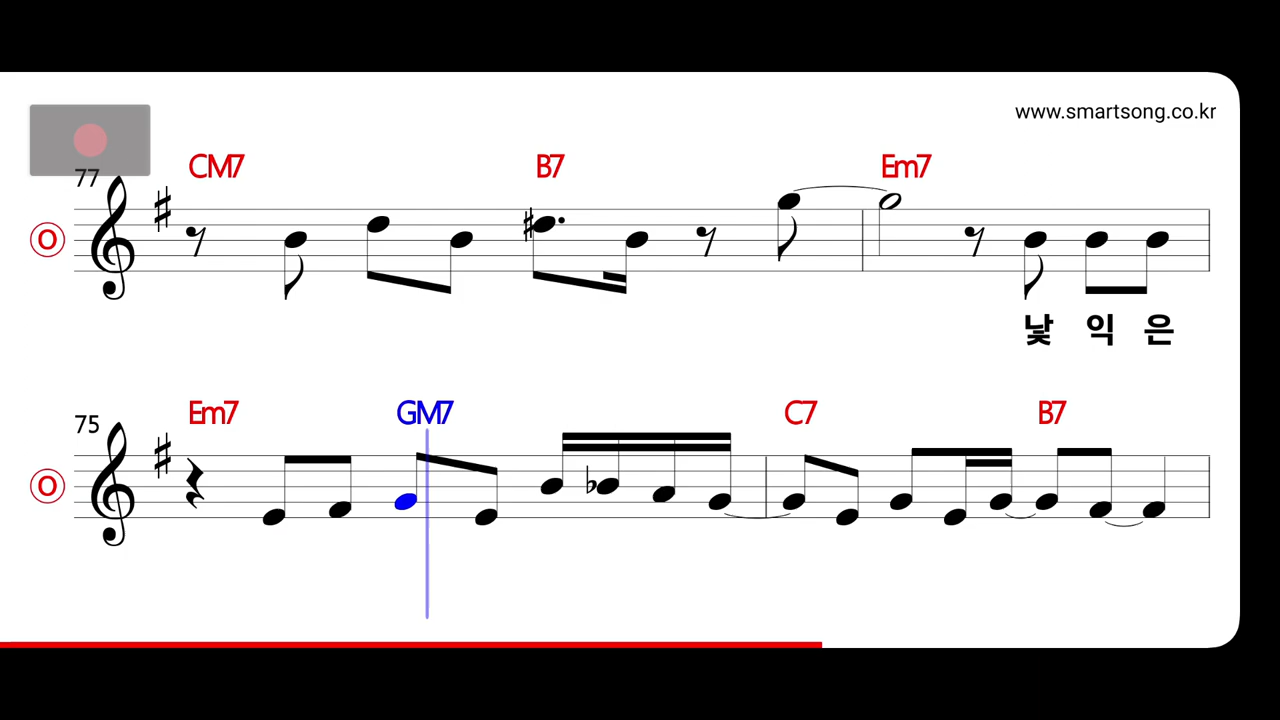 www.smartsong.co.kr
77 CM7 B7 Em7
O
낯 익 은
75 Em7 GM7 C7 B7
O